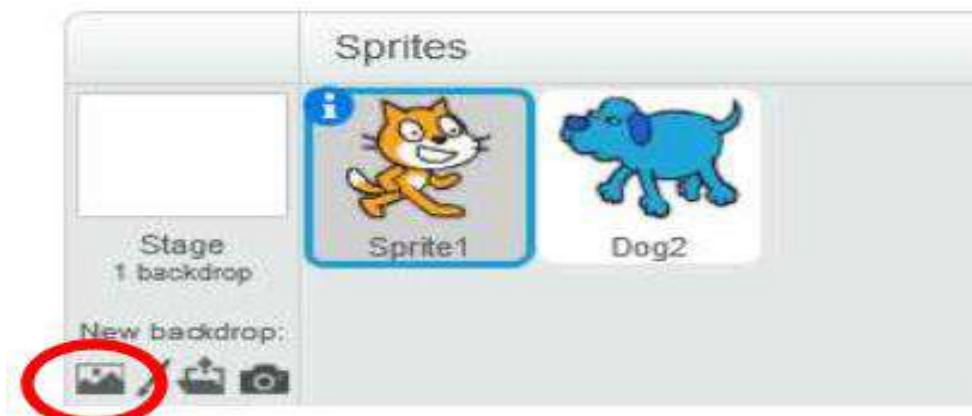 Sprites
i
Sprite1
Dog2
Stage
1 backdrop
New backdrop: